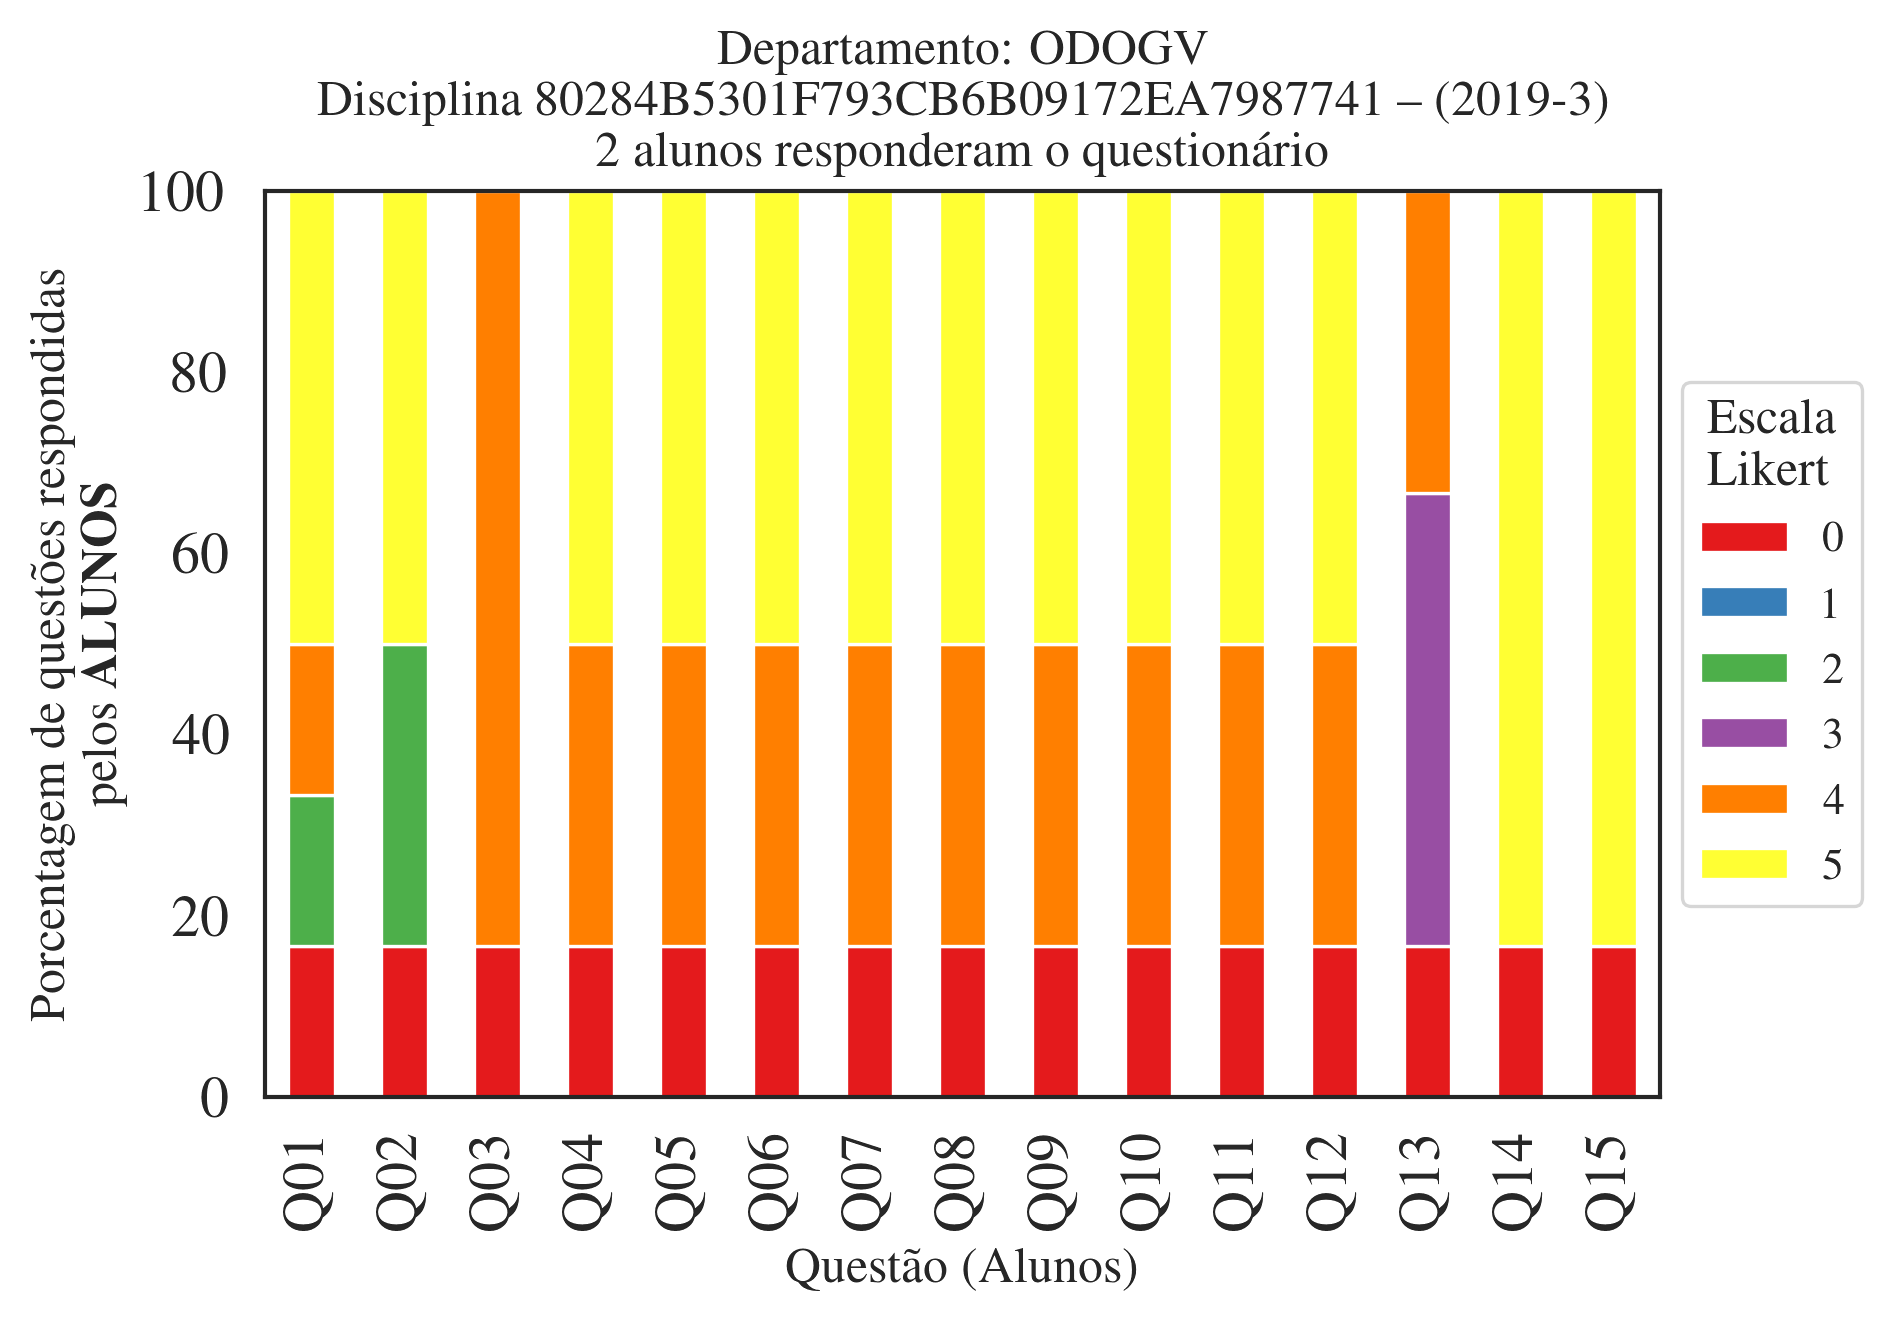 Departamento: ODOGV
Disciplina 80284B5301F793CB6B09172EA7987741 – (2019-3)
2 alunos responderam o questionário
Porcentagem de questões respondidas
pelos ALUNOS
100
80
60
40
20
0
Q01
Q02
Q03
Q04
Q05
Q06
Q07
Q08
Q09
Q10
Q11
Q12
Q13
Q14
Q15
Questão (Alunos)
Escala
Likert
0
1
2
3
4
5